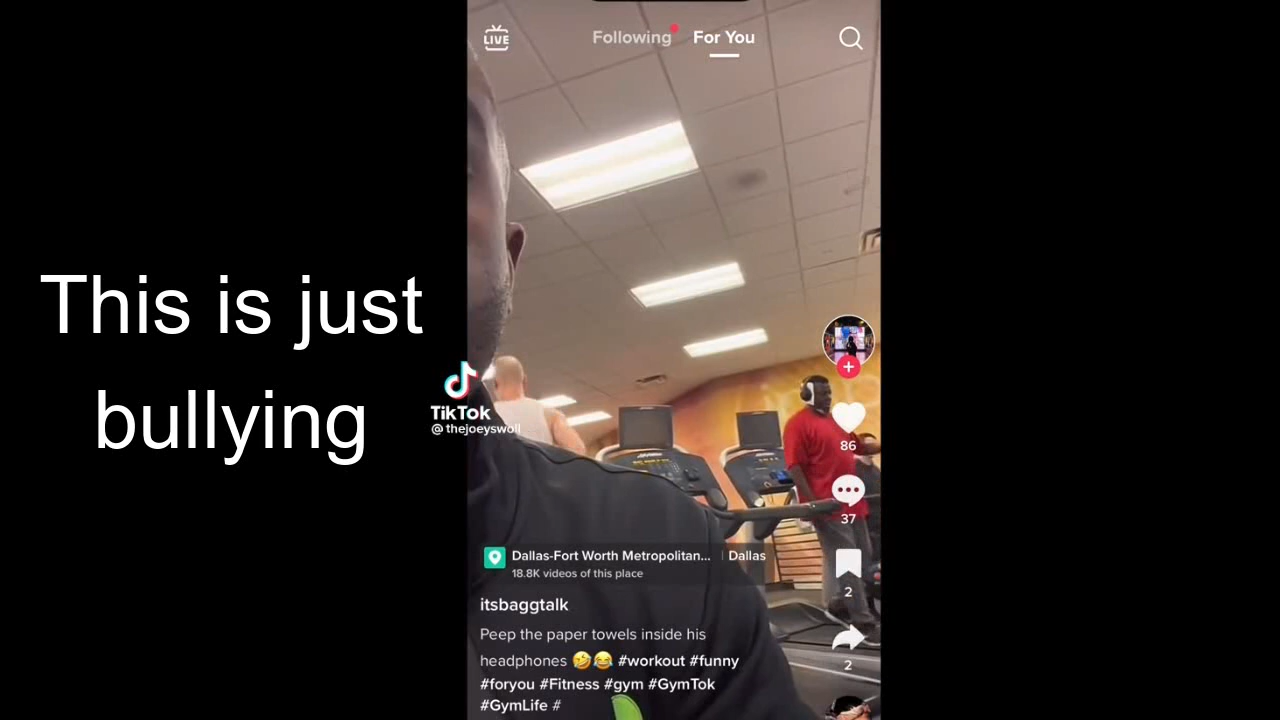 LIVE
Following For You
This is just
bullying
TikTok
@ thejoeyswoll
86
37
Dallas-Fort Worth Metropolitan... | Dallas
18.8K videos of this place
2
itsbaggtalk
Peep the paper towels inside his
headphones 🤣😂 #workout #funny
2
#foryou #Fitness #gym #GymTok
#GymLife #